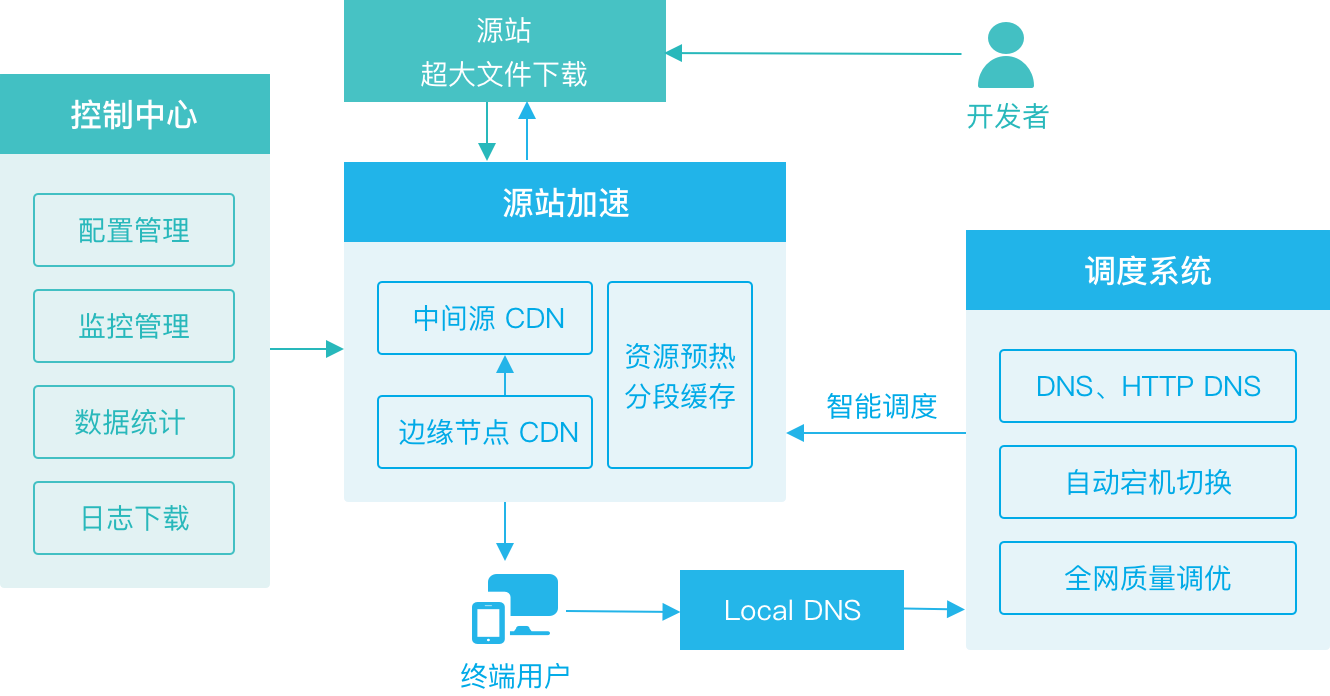 源站
超大文件下载
开发者
控制中心
配置管理
监控管理
数据统计
日志下载
源站加速
中间源 CDN
边缘节点 CDN
资源预热
分段缓存
智能调度
调度系统
DNS、HTTP DNS
自动宕机切换
全网质量调优
Local DNS
终端用户